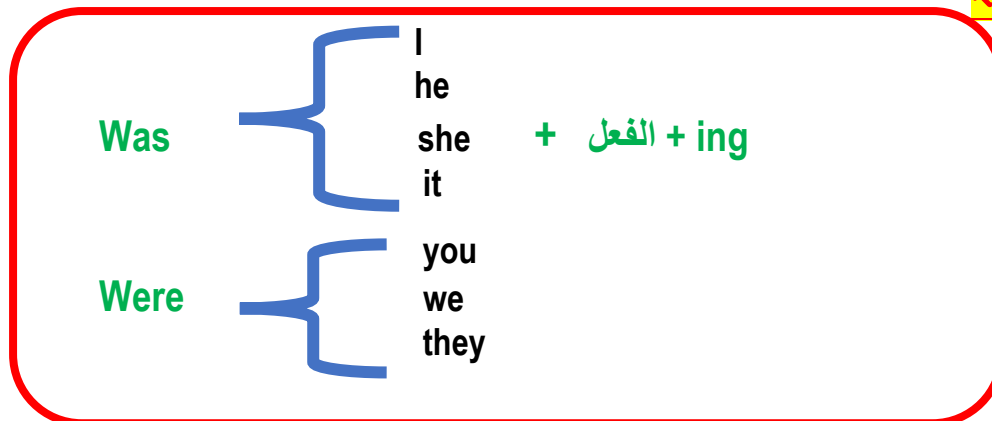 I
he
Was she + الفعل + ing
it
you
Were we
they